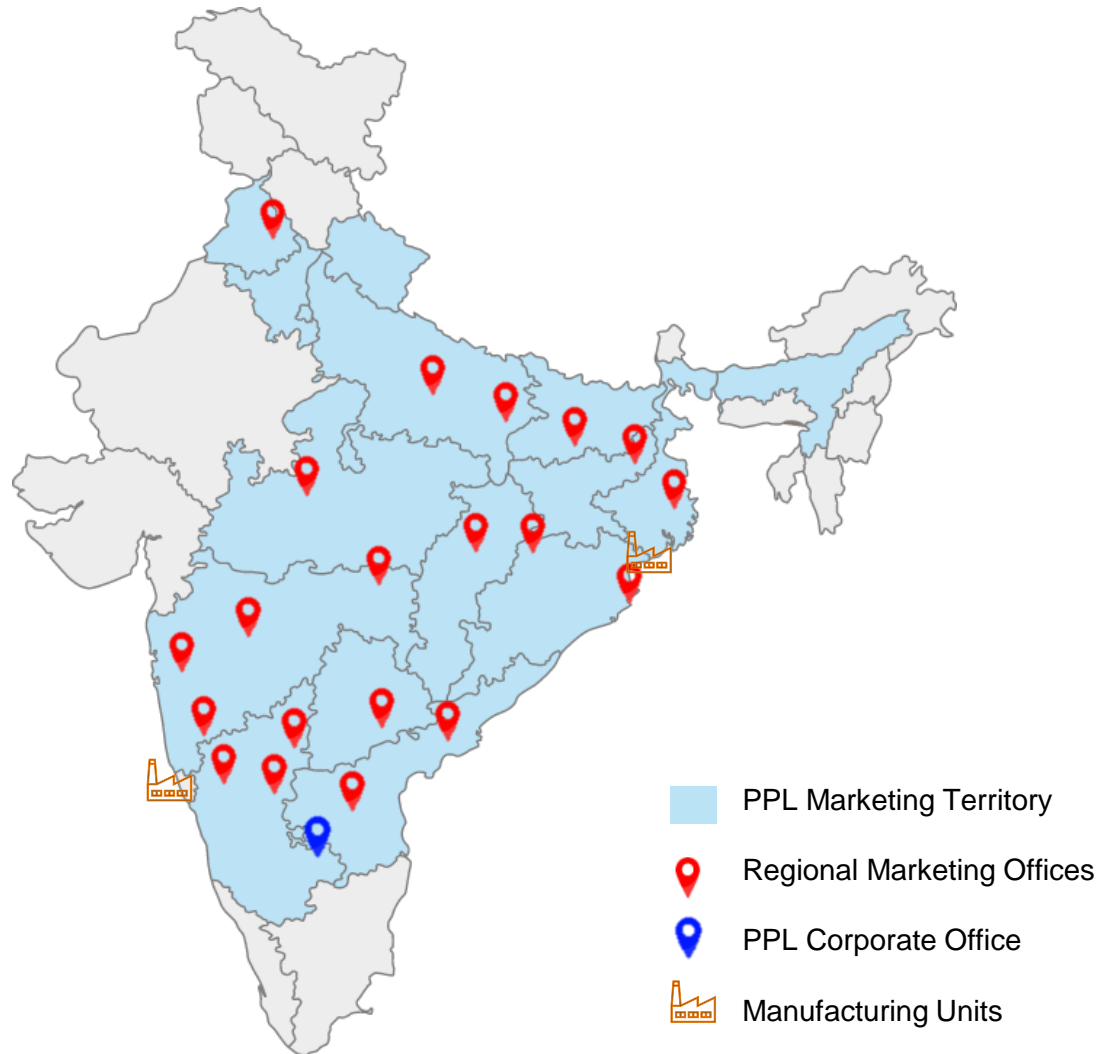 PPL Marketing Territory
Regional Marketing Offices
PPL Corporate Office
Manufacturing Units